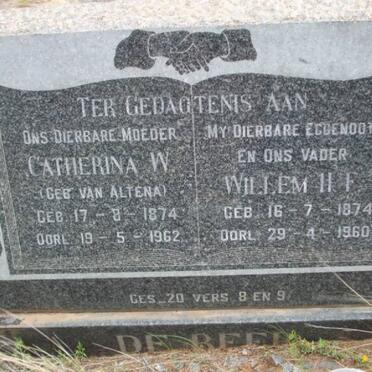 TER GEDAGTENIS AAN
ONS DIERBARE MOEDER
CATHERINA W.
(GEB. VAN ALTENA)
GEB. 17-8-1874
OORL. 19-5-1962
MY DIERBARE EGGENOOT
EN ONS VADER
WILLEM H
GEB. 16-7-1874
OORL. 29-4-1960
GES. 20 VERS 8 EN 9
DE BEER